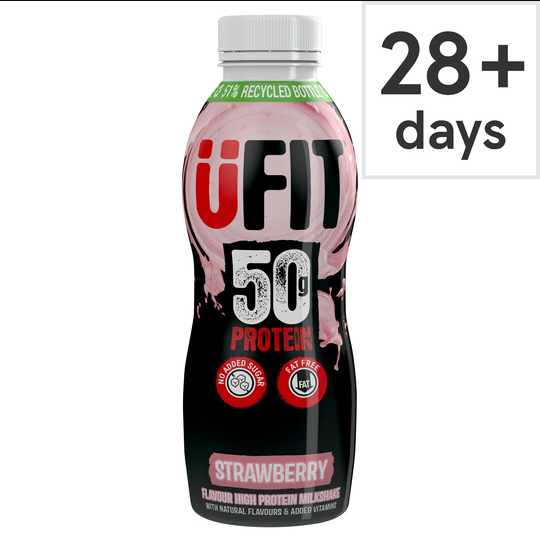 28+
days
51% RECYCLED BOTTLE
ÜFIT
50g
PROTEIN
NO ADDED SUGAR
FAT FREE
FAT
STRAWBERRY
FLAVOUR HIGH PROTEIN MILKSHAKE
WITH NATURAL FLAVOURS & ADDED VITAMINS